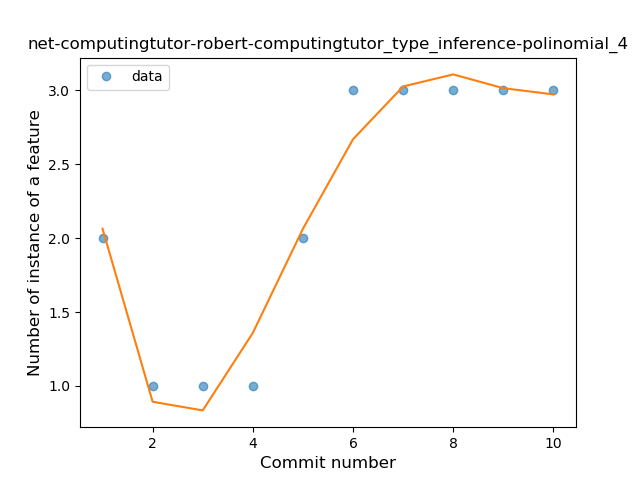 net-computingtutor-robert-computingtutor_type_inference-polinomial_4
data
Number of instance of a feature
3.0
2.5
2.0
1.5
1.0
2
4
6
8
10
Commit number